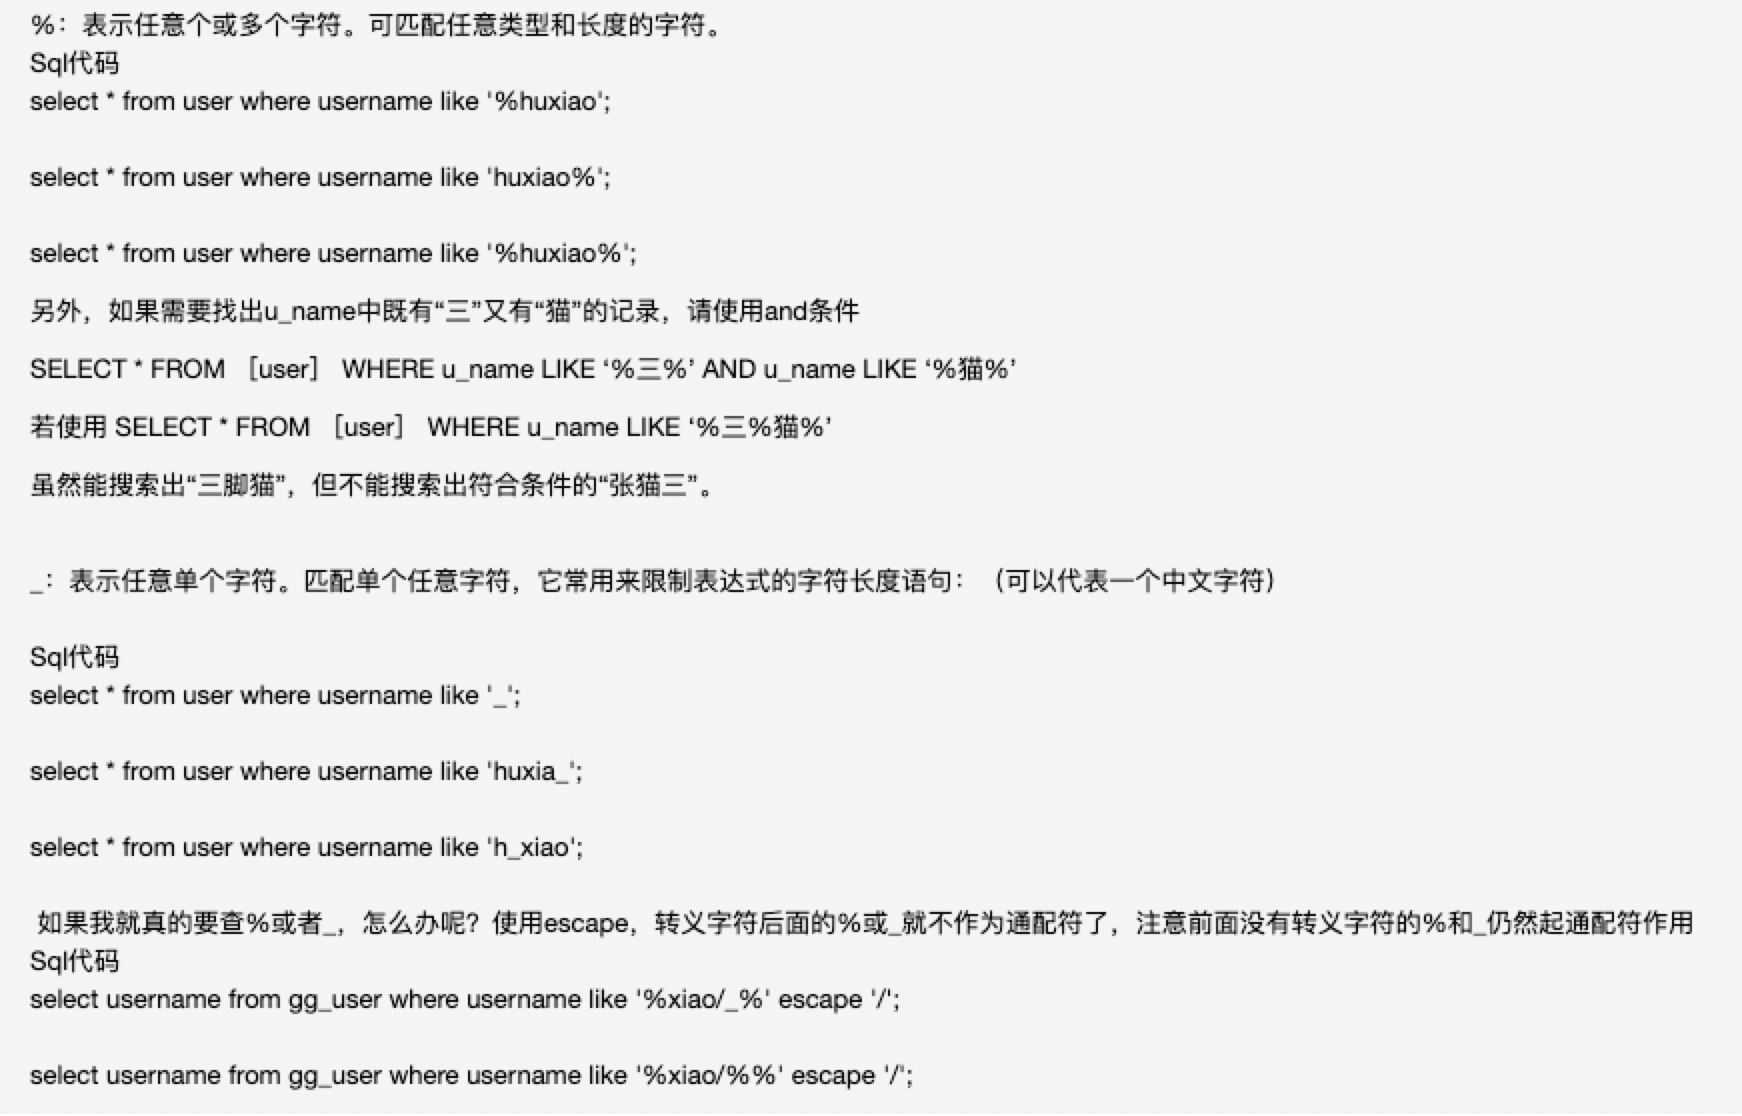 %：表示任意个或多个字符。可匹配任意类型和长度的字符。
Sql代码
select * from user where username like '%huxiao';
select * from user where username like 'huxiao%';
select * from user where username like '%huxiao%';
另外，如果需要找出u_name中既有“三”又有“猫”的记录，请使用and条件
SELECT * FROM ［user］ WHERE u_name LIKE ‘%三%’ AND u_name LIKE ‘%猫%’
若使用 SELECT * FROM ［user］ WHERE u_name LIKE ‘%三%猫%’
虽然能搜索出“三脚猫”，但不能搜索出符合条件的“张猫三”。
_：表示任意单个字符。匹配单个任意字符，它常用来限制表达式的字符长度语句：（可以代表一个中文字符）
Sql代码
select * from user where username like '_';
select * from user where username like 'huxia_';
select * from user where username like 'h_xiao';
如果我就真的要查%或者_，怎么办呢？使用escape，转义字符后面的%或_就不作为通配符了，注意前面没有转义字符的%和_仍然起通配符作用
Sql代码
select username from gg_user where username like '%xiao/_%' escape '/';
select username from gg_user where username like '%xiao/%%' escape '/';